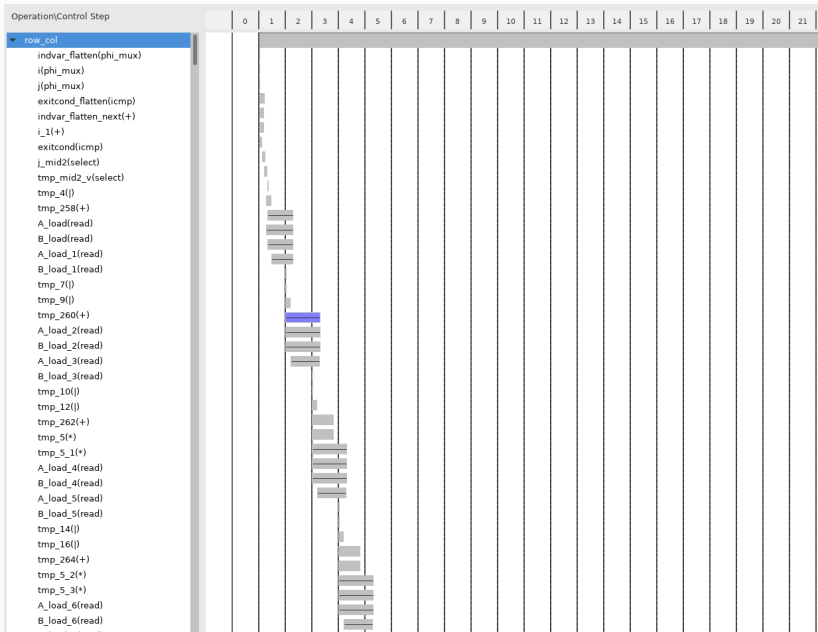 Operation\Control Step
0 1 2 3 4 5 6 7 8 9 10 11 12 13 14 15 16 17 18 19 20 21
row_col
indvar_flatten(phi_mux)
i(phi_mux)
j(phi_mux)
exitcond_flatten(icmp)
indvar_flatten_next(+)
i_1(+)
exitcond(icmp)
j_mid2(select)
tmp_mid2_v(select)
tmp_4(|)
tmp_258(+)
A_load(read)
B_load(read)
A_load_1(read)
B_load_1(read)
tmp_7(|)
tmp_9(|)
tmp_260(+)
A_load_2(read)
B_load_2(read)
A_load_3(read)
B_load_3(read)
tmp_10(|)
tmp_12(|)
tmp_262(+)
tmp_5(*)
tmp_5_1(*)
A_load_4(read)
B_load_4(read)
A_load_5(read)
B_load_5(read)
tmp_14(|)
tmp_16(|)
tmp_264(+)
tmp_5_2(*)
tmp_5_3(*)
A_load_6(read)
B_load_6(read)